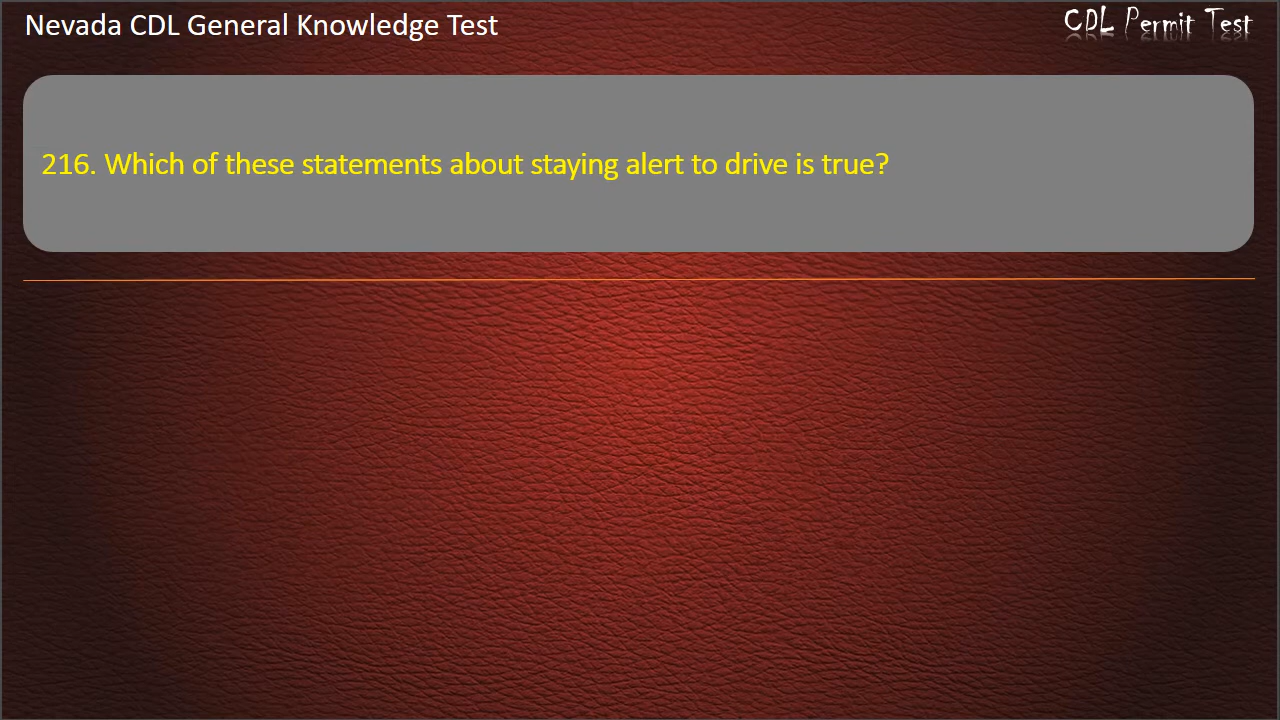 Nevada CDL General Knowledge Test
CDL Permit Test
216. Which of these statements about staying alert to drive is true?